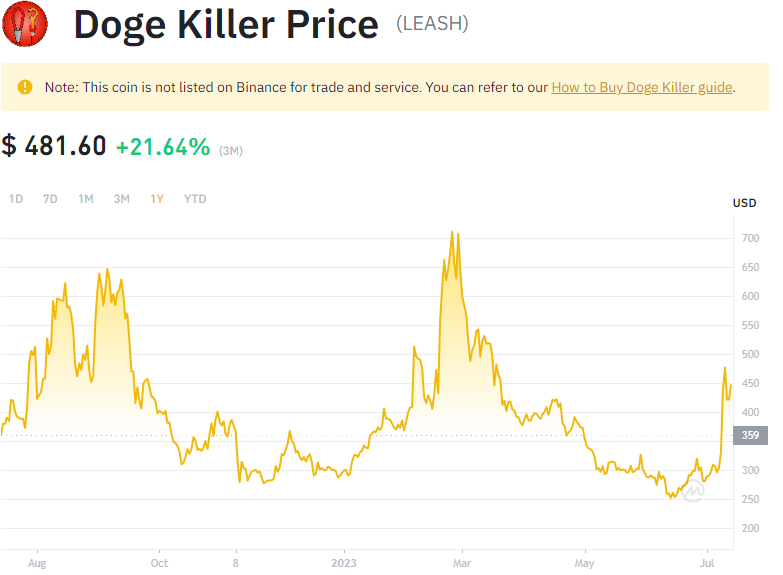 Doge Killer Price (LEASH)
Note: This coin is not listed on Binance for trade and service. You can refer to our How to Buy Doge Killer guide.
$ 481.60 +21.64% (3M)
1D 7D 1M 3M 1Y YTD
USD
700
650
600
550
500
450
400
359
300
250
200
Aug Oct 8 2023 Mar May Jul